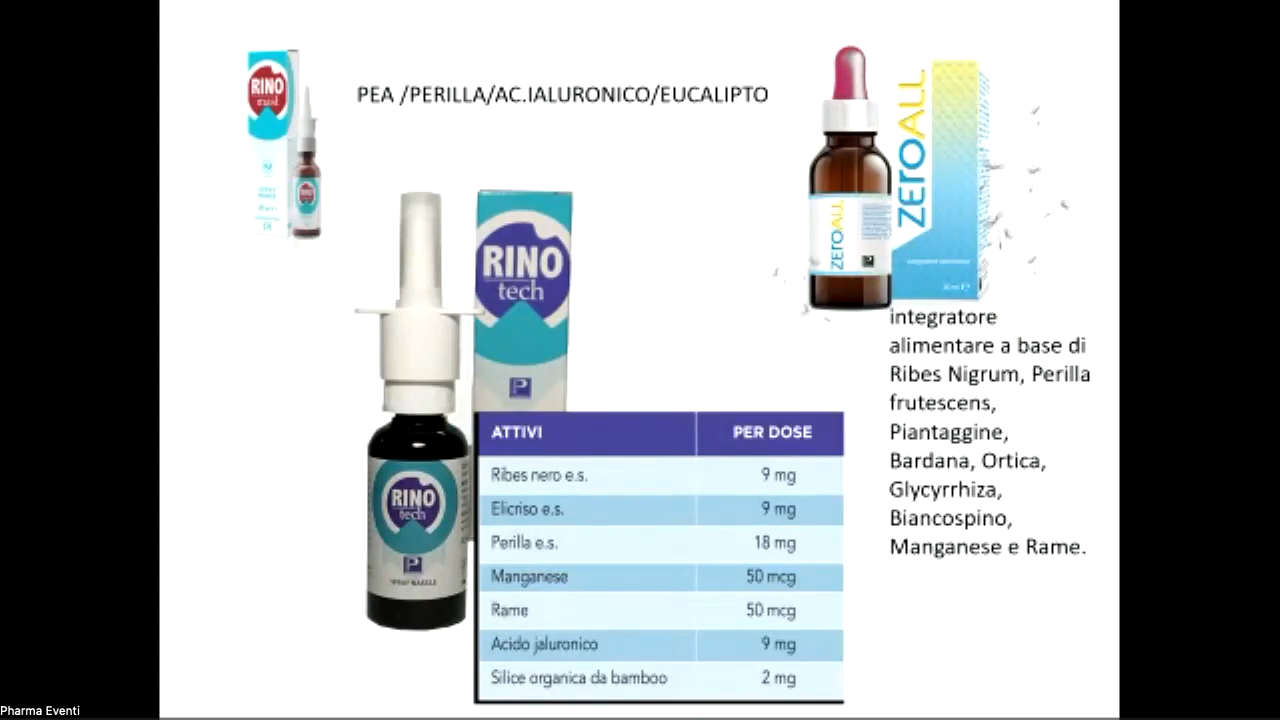 RINO
PEA /PERILLA/AC.IALURONICO/EUCALIPTO
ZEROALL
ZEROALL
RINO
RINO
tech
P
RINO
tech
P
SPRAY NASALE
ATTIVI PER DOSE
Ribes nero e.s. 9 mg
Elicriso e.s. 9 mg
Perilla e.s. 18 mg
Manganese 50 mcg
Rame 50 mcg
Acido jaluronico 9 mg
Silice organica da bamboo 2 mg
integratore
alimentare a base di
Ribes Nigrum, Perilla
frutescens,
Piantaggine,
Bardana, Ortica,
Glycyrrhiza,
Biancospino,
Manganese e Rame.
Pharma Eventi